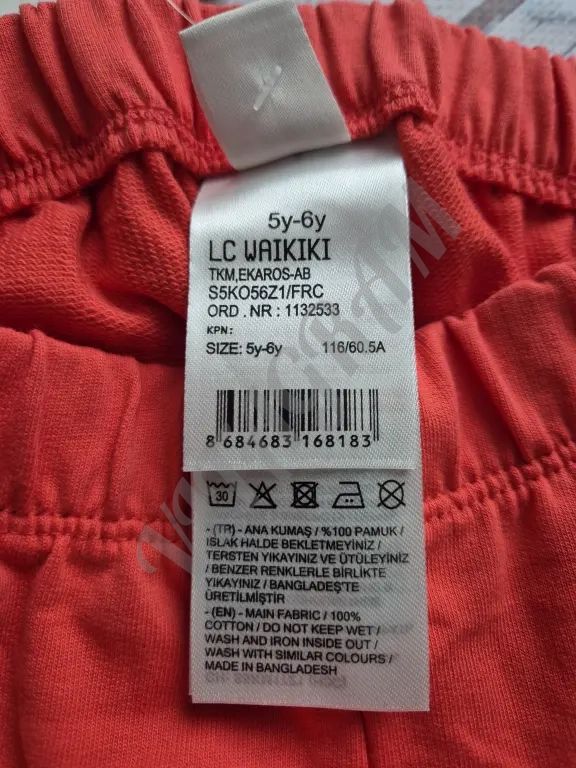 5y-6y
LC WAIKIKI
TKM,EKAROS-AB
S5KO56Z1/FRC
ORD . NR : 1132533
KPN:
SIZE: 5y-6y 116/60.5A
8 684683 168183
30
-(TR)- ANA KUMAŞ / %100 PAMUK /
ISLAK HALDE BEKLETMEYİNİZ /
TERSTEN YIKAYINIZ VE ÜTÜLEYİNİZ
/ BENZER RENKLERLE BİRLİKTE
YIKAYINIZ / BANGLADEŞ'TE
ÜRETİLMİŞTİR
-(EN)- MAIN FABRIC / 100%
COTTON / DO NOT KEEP WET /
WASH AND IRON INSIDE OUT /
WASH WITH SIMILAR COLOURS /
MADE IN BANGLADESH